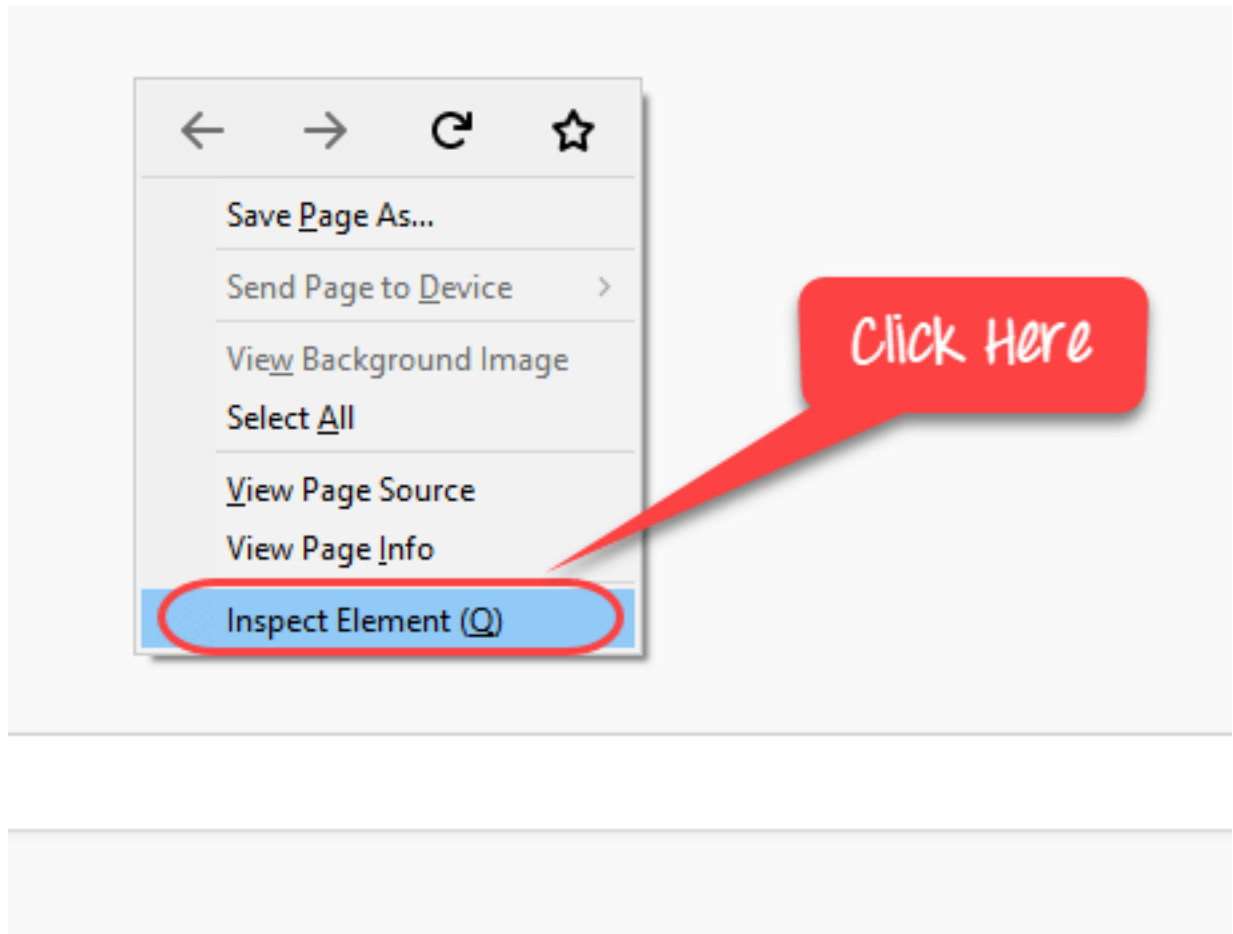 Save Page As...
Send Page to Device
View Background Image
Select All
View Page Source
View Page Info
Inspect Element (Q)
Click Here